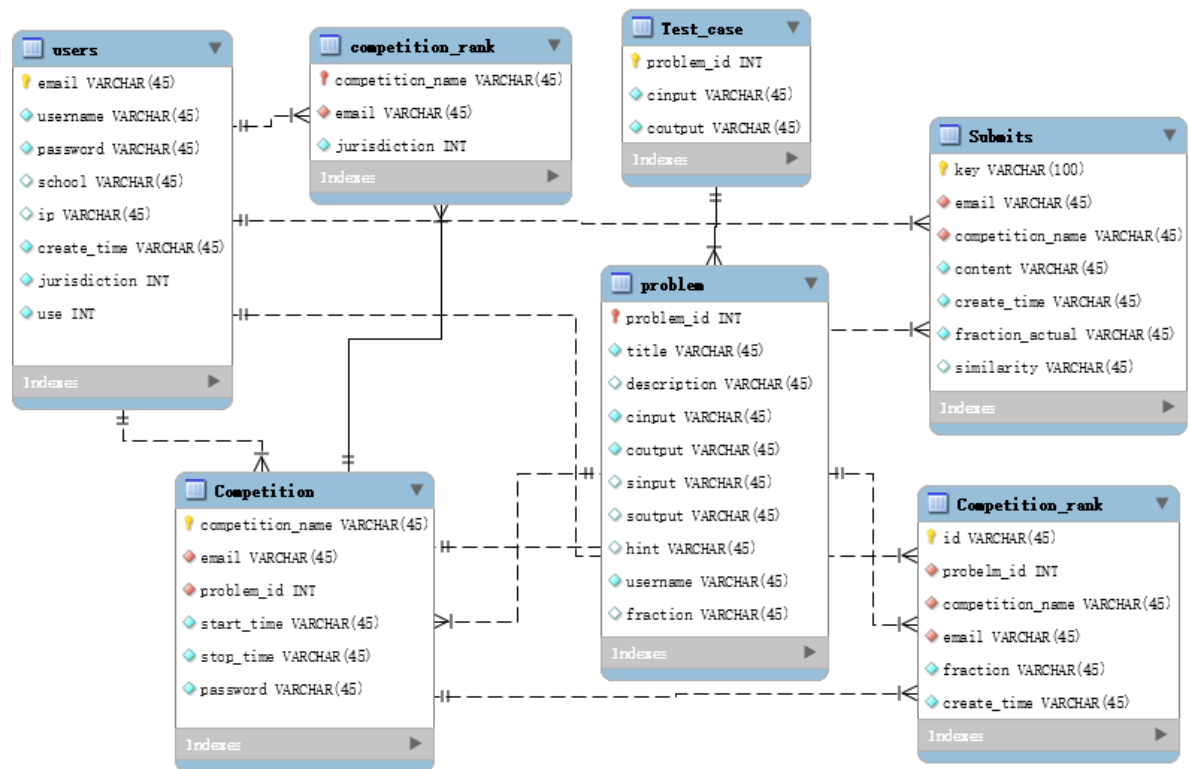 users
email VARCHAR(45)
username VARCHAR(45)
password VARCHAR(45)
school VARCHAR(45)
ip VARCHAR(45)
create_time VARCHAR(45)
jurisdiction INT
use INT
Indexes
competition_rank
competition_name VARCHAR(45)
email VARCHAR(45)
jurisdiction INT
Indexes
Test_case
problem_id INT
cinput VARCHAR(45)
coutput VARCHAR(45)
Indexes
Submits
key VARCHAR(100)
email VARCHAR(45)
competition_name VARCHAR(45)
content VARCHAR(45)
create_time VARCHAR(45)
fraction_actual VARCHAR(45)
similarity VARCHAR(45)
Indexes
problem
problem_id INT
title VARCHAR(45)
description VARCHAR(45)
cinput VARCHAR(45)
coutput VARCHAR(45)
sinput VARCHAR(45)
soutput VARCHAR(45)
hint VARCHAR(45)
username VARCHAR(45)
fraction VARCHAR(45)
Indexes
Competition
competition_name VARCHAR(45)
email VARCHAR(45)
problem_id INT
start_time VARCHAR(45)
stop_time VARCHAR(45)
password VARCHAR(45)
Indexes
Competition_rank
id VARCHAR(45)
probelm_id INT
competition_name VARCHAR(45)
email VARCHAR(45)
fraction VARCHAR(45)
create_time VARCHAR(45)
Indexes